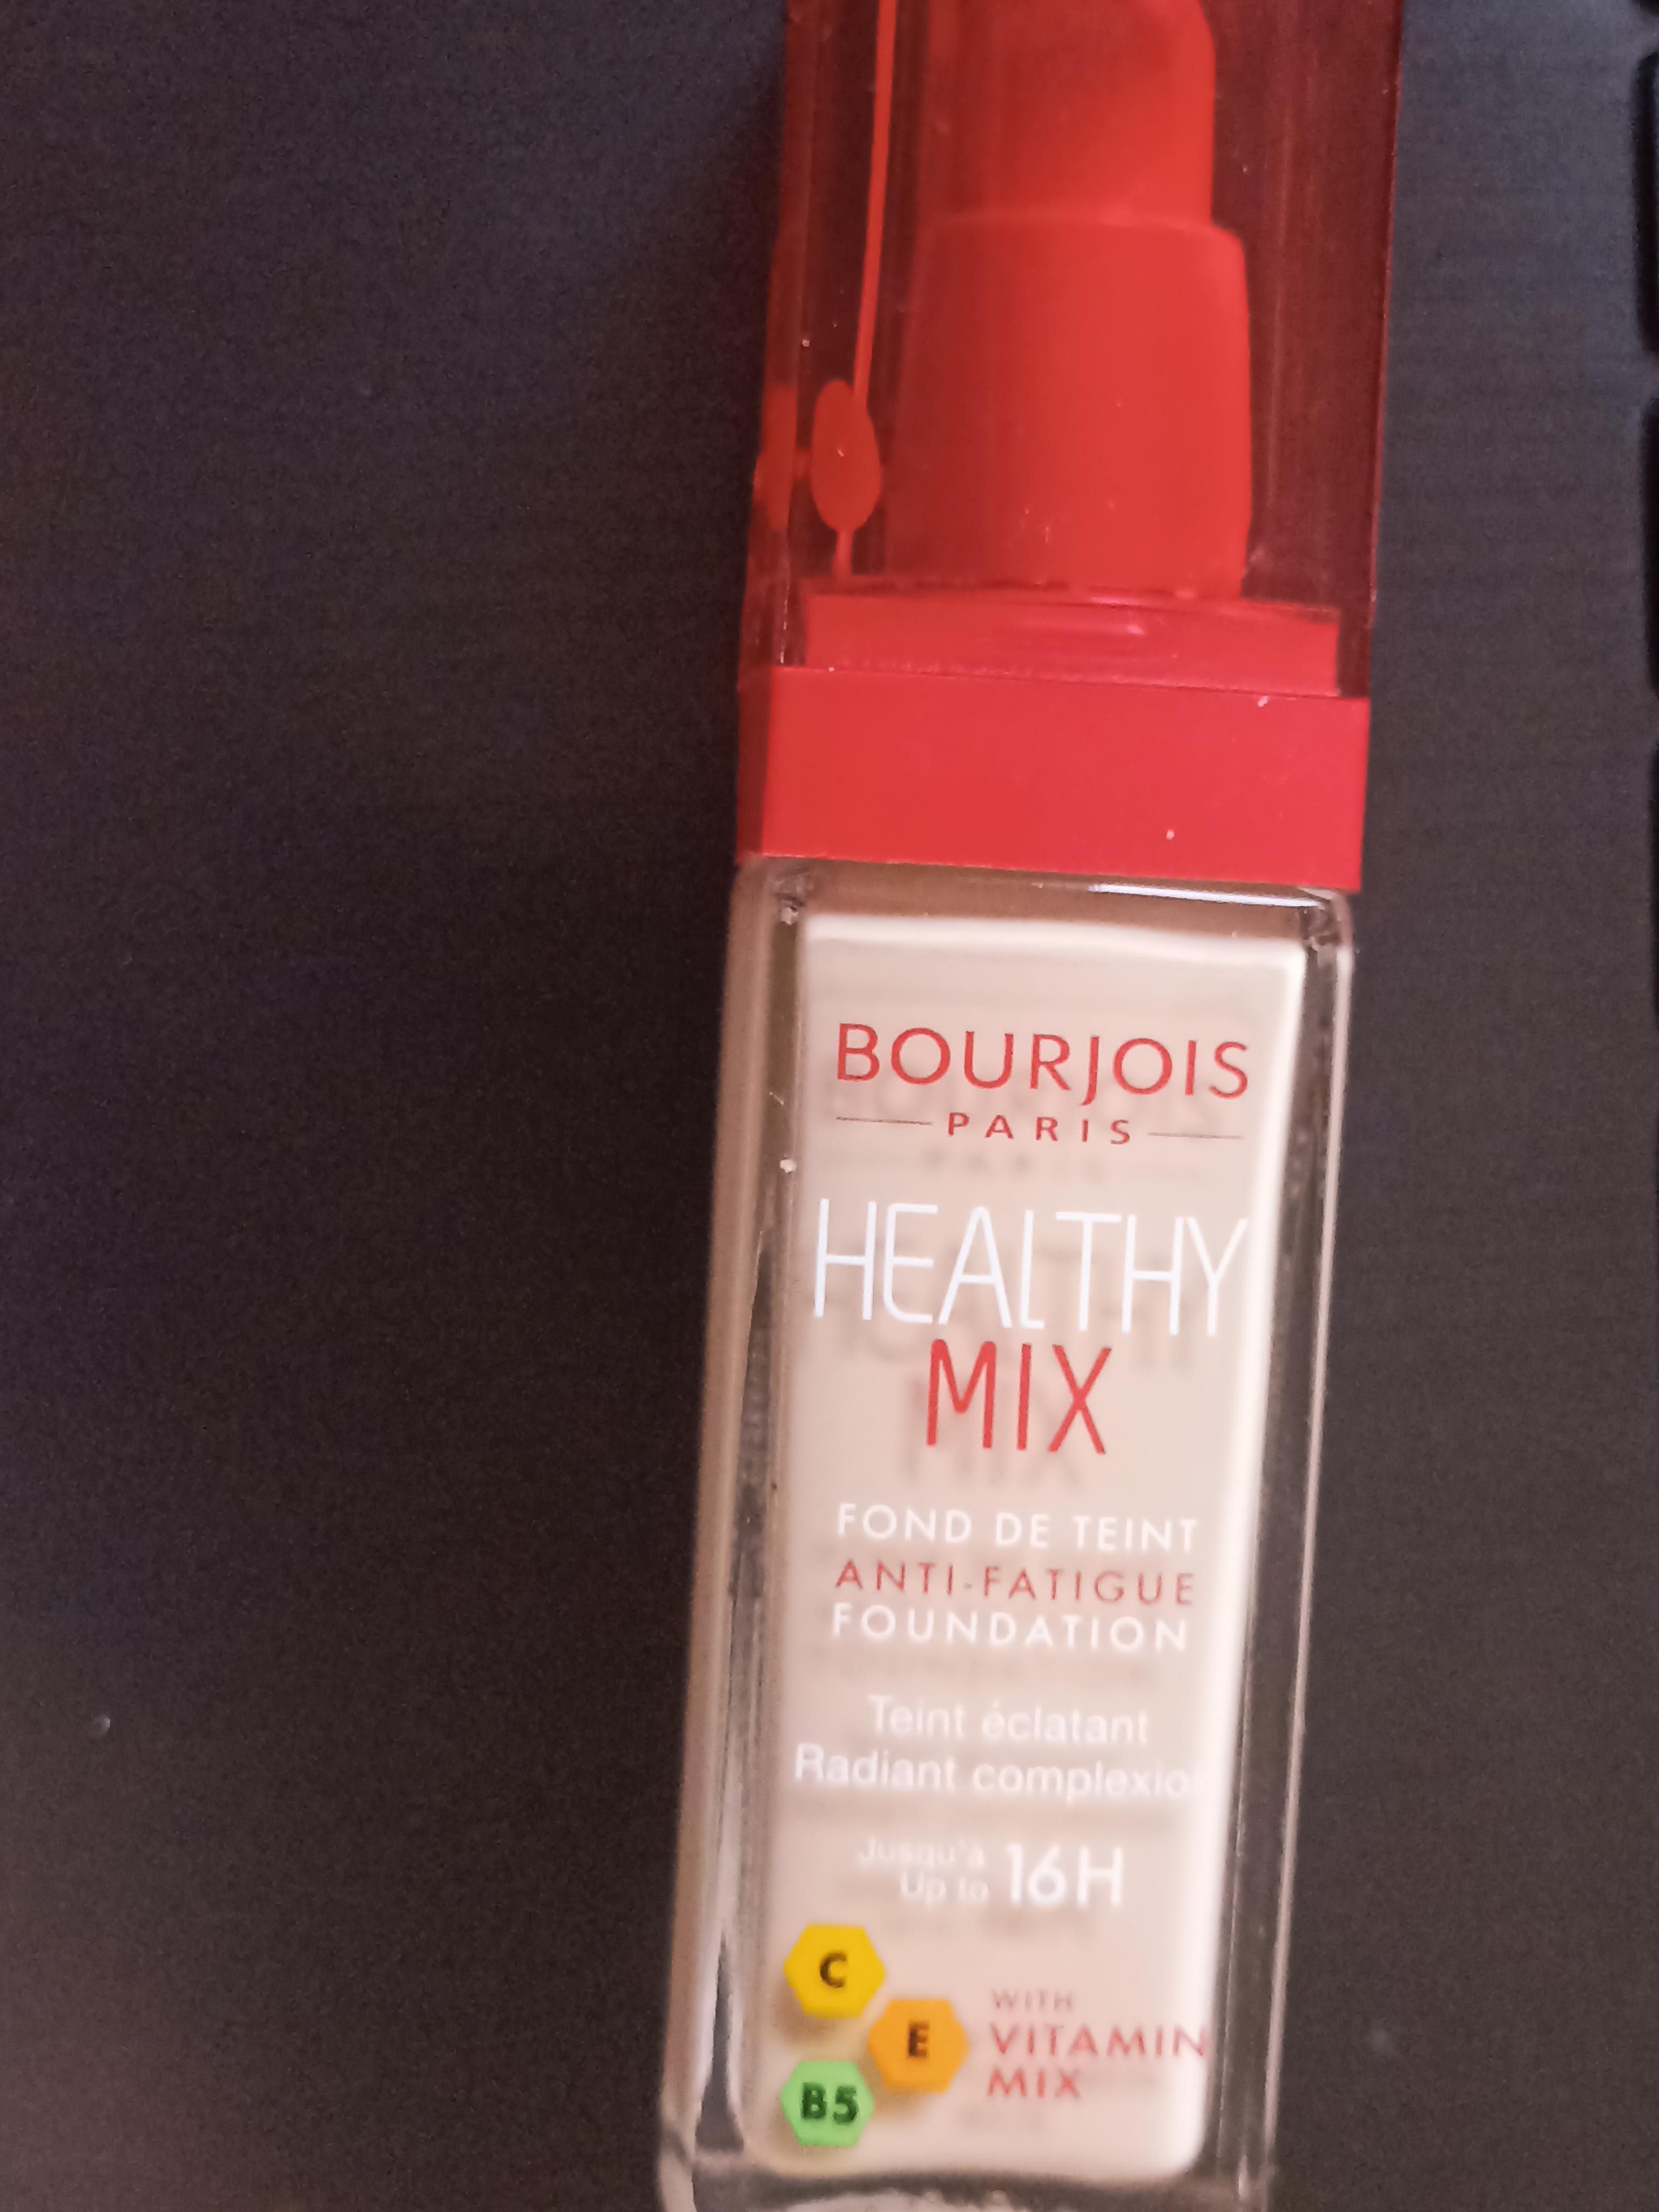 BOURJOIS
PARIS
HEALTHY
MIX
FOND DE TEINT
ANTI-FATIGUE
FOUNDATION
Teint éclatant
Radiant complexion
Jusqu'à
Up to 16H
C
E
B5
WITH
VITAMIN
MIX